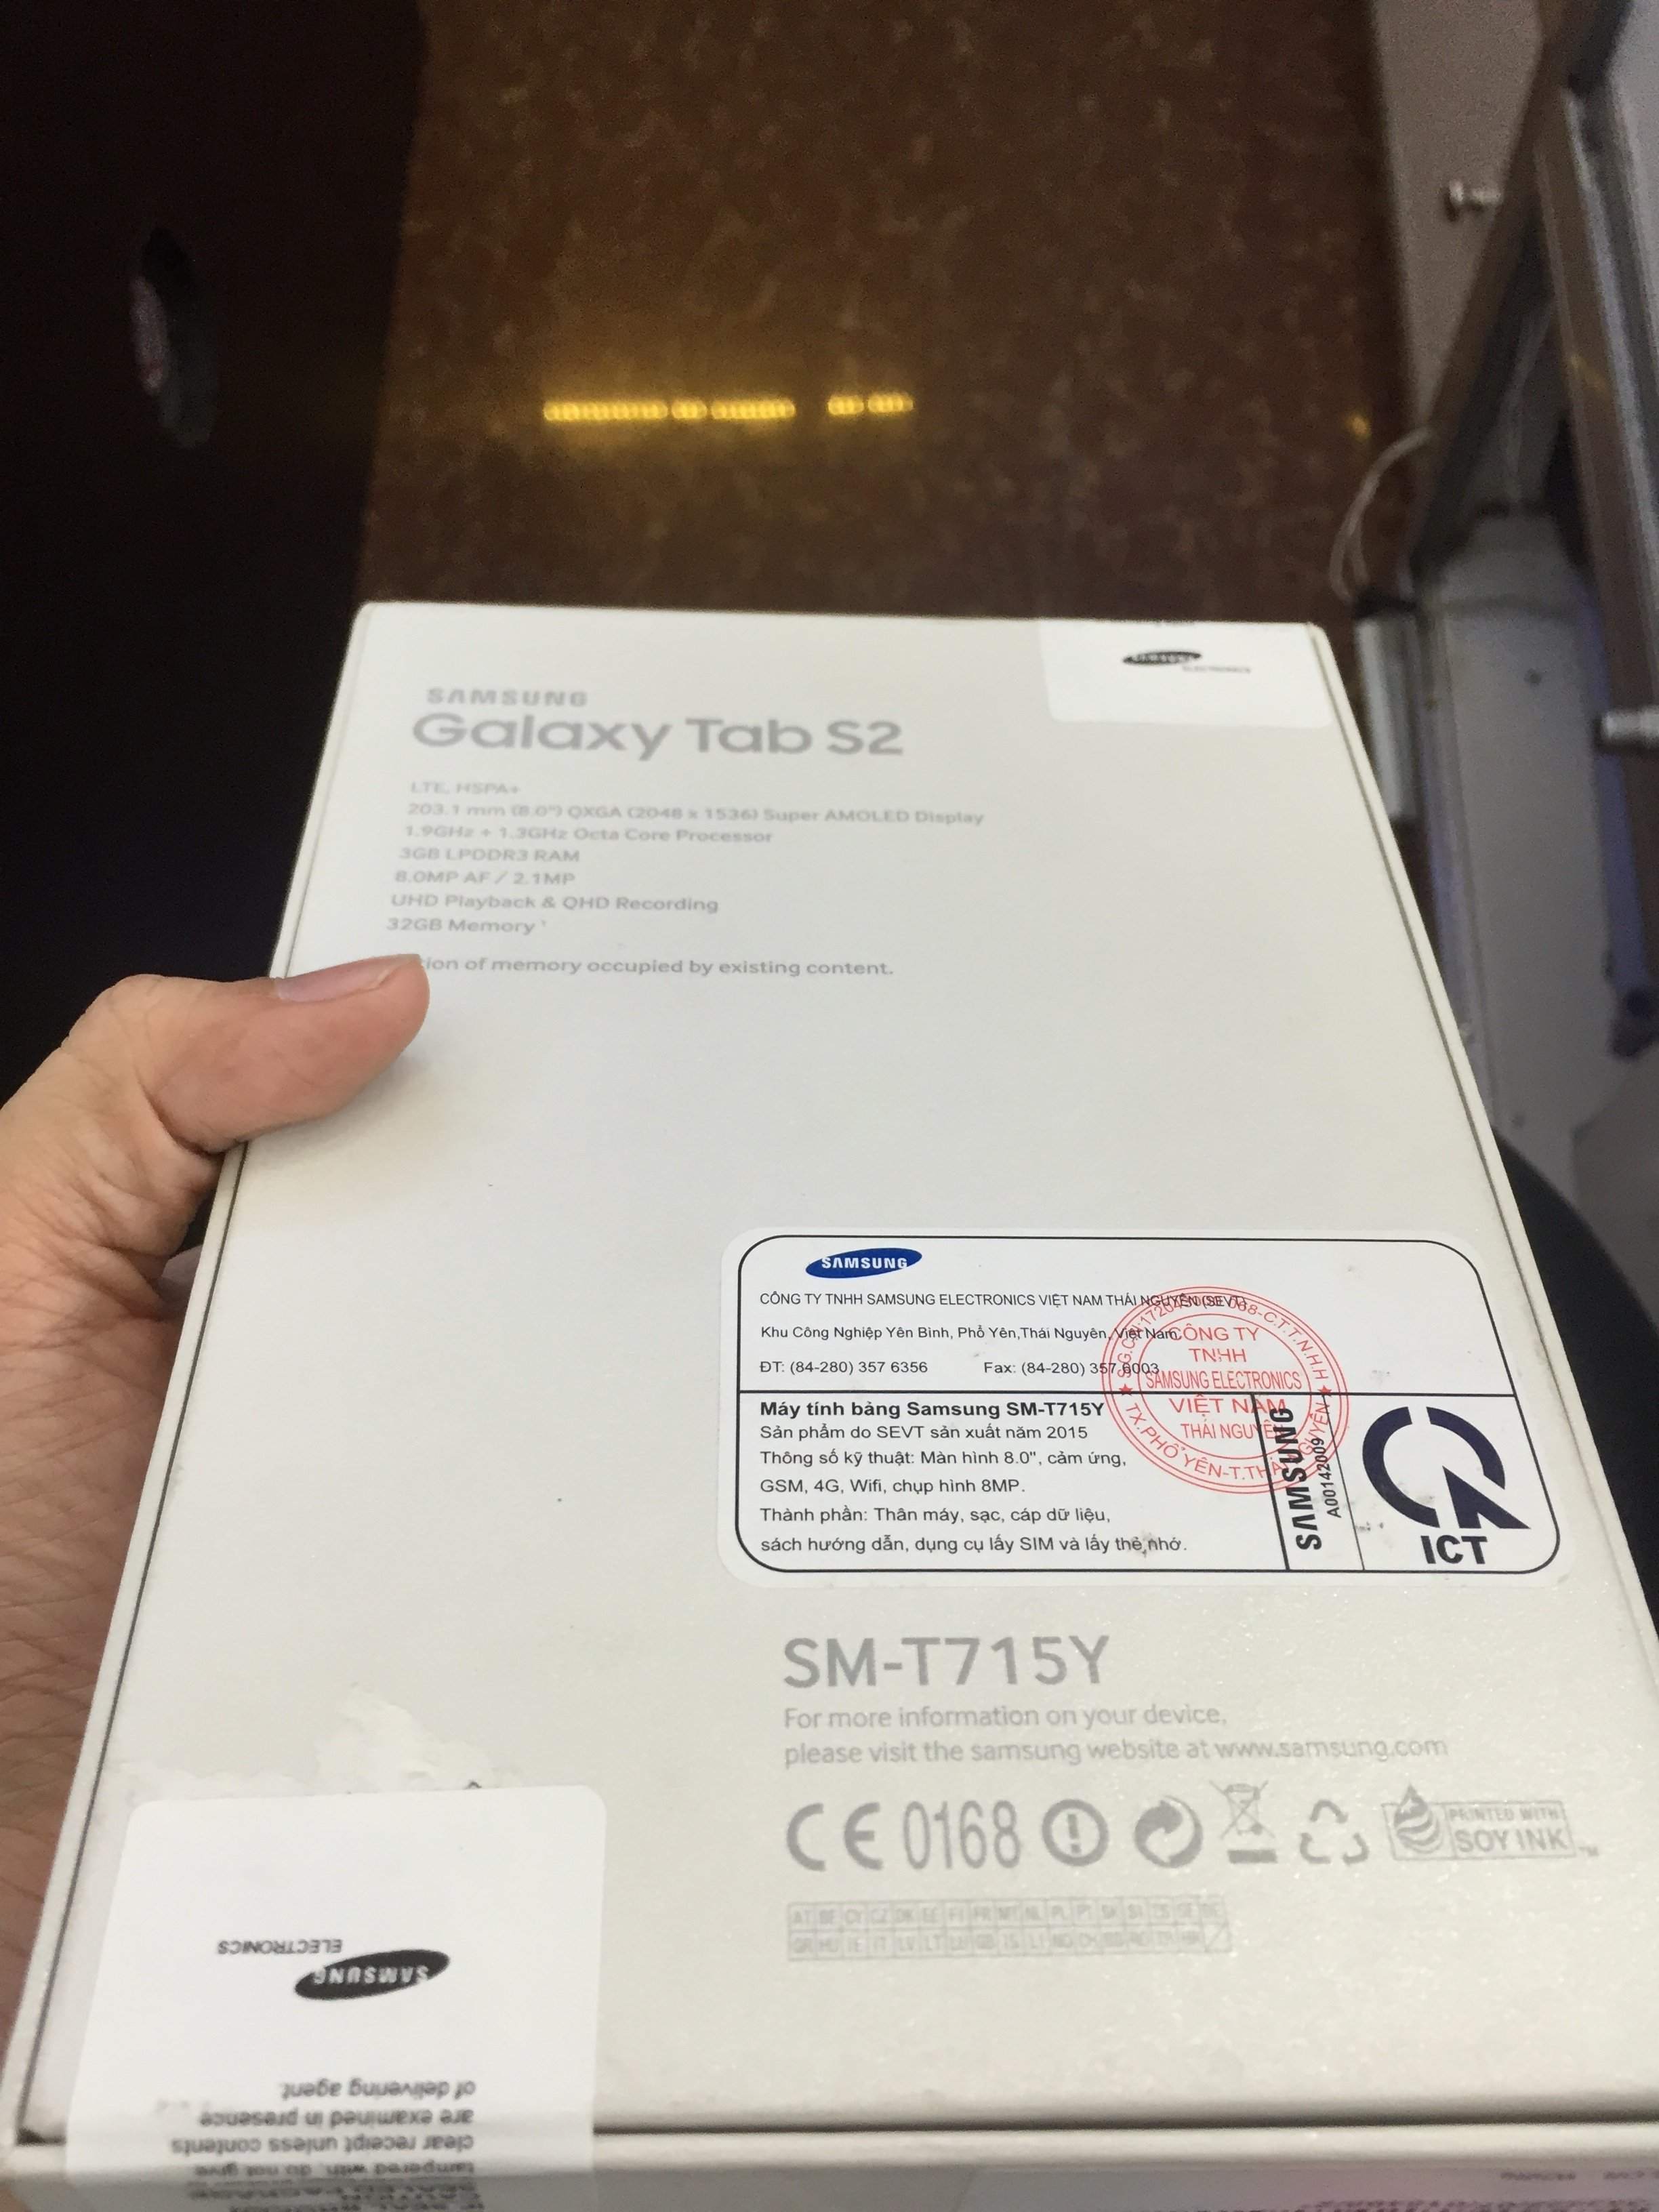 SAMSUNG
ELECTRONICS
SAMSUNG
Galaxy Tab S2
LTE, HSPA+
203.1 mm (8.0") QXGA (2048 x 1536) Super AMOLED Display
1.9GHz + 1.3GHz Octa Core Processor
3GB LPDDR3 RAM
8.0MP AF / 2.1MP
UHD Playback & QHD Recording
32GB Memory
of memory occupied by existing content.
SAMSUNG
CÔNG TY TNHH SAMSUNG ELECTRONICS VIỆT NAM THÁI NGUYÊN (SEVT)
Khu Công Nghiệp Yên Bình, Phổ Yên,Thái Nguyên, Việt Nam
ĐT: (84-280) 357 6356 Fax: (84-280) 357 6003
CÔNG TY
TNHH
SAMSUNG ELECTRONICS
VIỆT NAM
THÁI NGUYÊN
TX.PHỔ YÊN-T.THÁI NGUYÊN
Máy tính bảng Samsung SM-T715Y
Sản phẩm do SEVT sản xuất năm 2015
Thông số kỹ thuật: Màn hình 8.0", cảm ứng,
GSM, 4G, Wifi, chụp hình 8MP.
Thành phần: Thân máy, sạc, cáp dữ liệu,
sách hướng dẫn, dụng cụ lấy SIM và lấy thẻ nhớ.
SAMSUNG
A00142009
ICT
SM-T715Y
For more information on your device,
please visit the samsung website at www.samsung.com
CE 0168
PRINTED WITH
SOY INK
SAMSUNG
ELECTRONICS
tampered with, do not give
clear receipt unless contents
are examined in presence
of delivering agent.